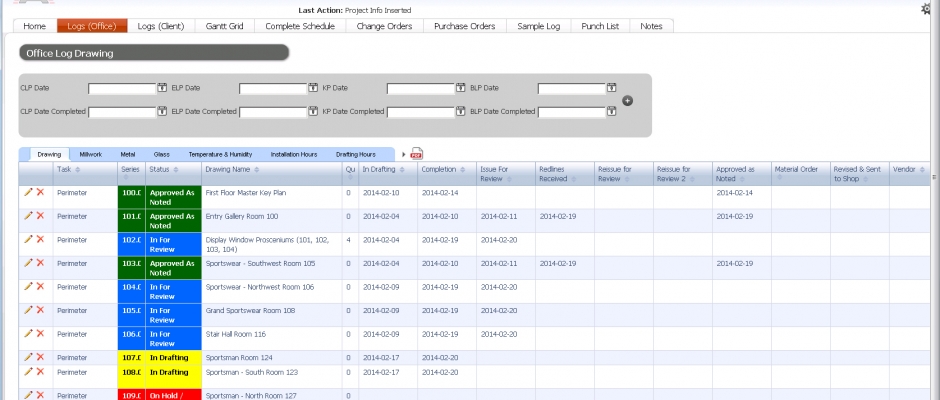 Last Action: Project Info Inserted
Home Logs (Office) Logs (Client) Gantt Grid Complete Schedule Change Orders Purchase Orders Sample Log Punch List Notes
Office Log Drawing
CLP Date ELP Date KP Date BLP Date
CLP Date Completed ELP Date Completed KP Date Completed BLP Date Completed
Drawing Millwork Metal Glass Temperature & Humidity Installation Hours Drafting Hours PDF
Task Series Status Drawing Name Qu In Drafting Completion Issue For Review Redlines Received Reissue for Review Reissue for Review 2 Approved as Noted Material Order Revised & Sent to Shop Vendor
Perimeter 100.0 Approved As Noted First Floor Master Key Plan 0 2014-02-10 2014-02-14 2014-02-14
Perimeter 101.0 Approved As Noted Entry Gallery Room 100 0 2014-02-04 2014-02-10 2014-02-11 2014-02-19 2014-02-19
Perimeter 102.0 In For Review Display Window Prosceniums (101, 102, 103, 104) 4 2014-02-04 2014-02-19 2014-02-20
Perimeter 103.0 Approved As Noted Sportswear - Southwest Room 105 0 2014-02-04 2014-02-10 2014-02-11 2014-02-19 2014-02-19
Perimeter 104.0 In For Review Sportswear - Northwest Room 106 0 2014-02-09 2014-02-19 2014-02-20
Perimeter 105.0 In For Review Grand Sportswear Room 108 0 2014-02-09 2014-02-19 2014-02-20
Perimeter 106.0 In For Review Stair Hall Room 116 0 2014-02-09 2014-02-19 2014-02-20
Perimeter 107.0 In Drafting Sportsman Room 124 0 2014-02-17 2014-02-20
Perimeter 108.0 In Drafting Sportsman - South Room 123 0 2014-02-17 2014-02-20
Perimeter 109.0 On Hold / Sportsman - North Room 127 0